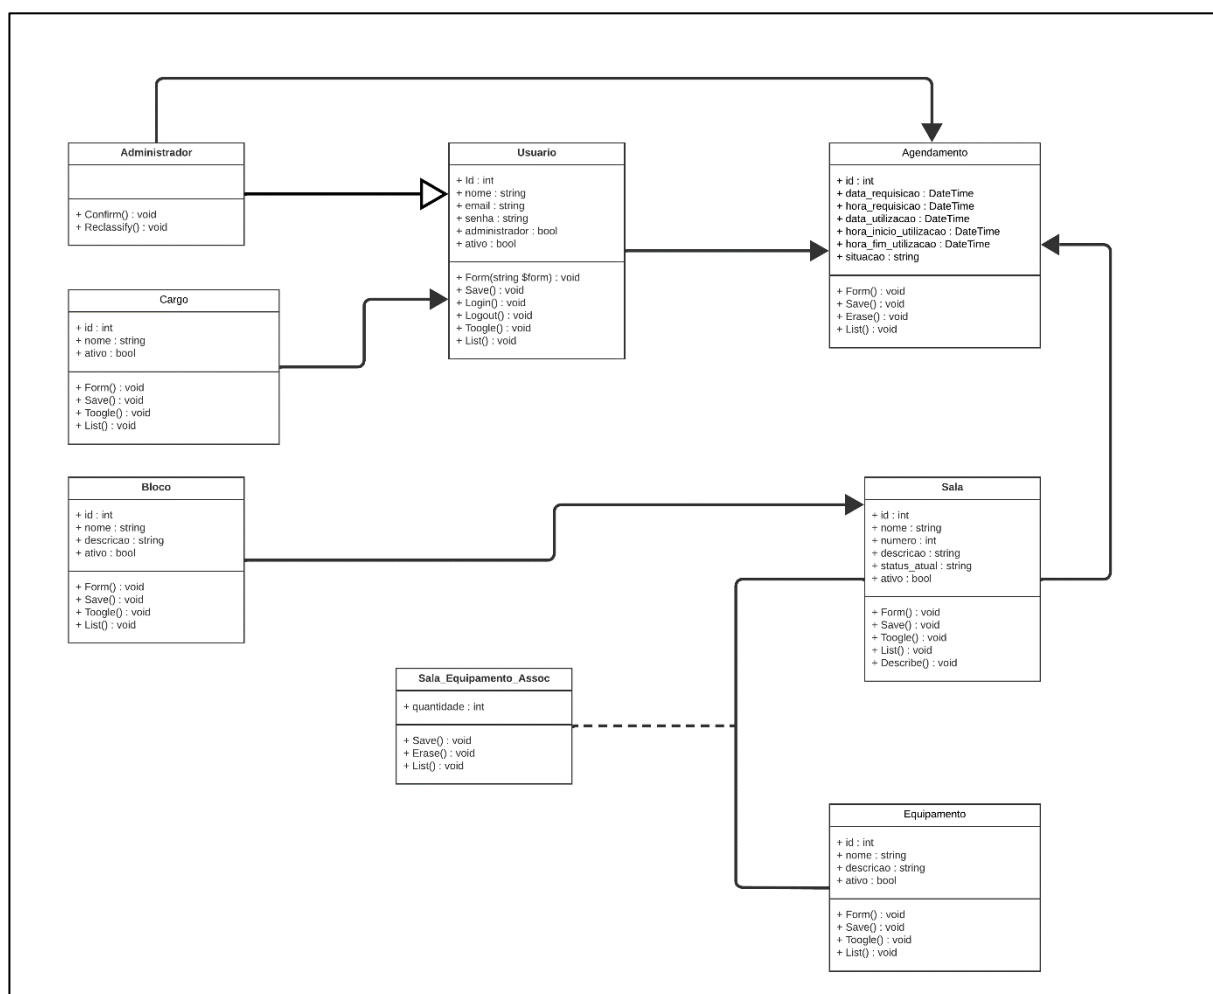 Administrador
+ Confirm() : void
+ Reclassify() : void
Usuario
+ Id : int
+ nome : string
+ email : string
+ senha : string
+ administrador : bool
+ ativo : bool
+ Form(string $form) : void
+ Save() : void
+ Login() : void
+ Logout() : void
+ Toogle() : void
+ List() : void
Agendamento
+ id : int
+ data_requisicao : DateTime
+ hora_requisicao : DateTime
+ data_utilizacao : DateTime
+ hora_inicio_utilizacao : DateTime
+ hora_fim_utilizacao : DateTime
+ situacao : string
+ Form() : void
+ Save() : void
+ Erase() : void
+ List() : void
Cargo
+ id : int
+ nome : string
+ ativo : bool
+ Form() : void
+ Save() : void
+ Toogle() : void
+ List() : void
Bloco
+ id : int
+ nome : string
+ descricao : string
+ ativo : bool
+ Form() : void
+ Save() : void
+ Toogle() : void
+ List() : void
Sala
+ id : int
+ nome : string
+ numero : int
+ descricao : string
+ status_atual : string
+ ativo : bool
+ Form() : void
+ Save() : void
+ Toogle() : void
+ List() : void
+ Describe() : void
Sala_Equipamento_Assoc
+ quantidade : int
+ Save() : void
+ Erase() : void
+ List() : void
Equipamento
+ id : int
+ nome : string
+ descricao : string
+ ativo : bool
+ Form() : void
+ Save() : void
+ Toogle() : void
+ List() : void